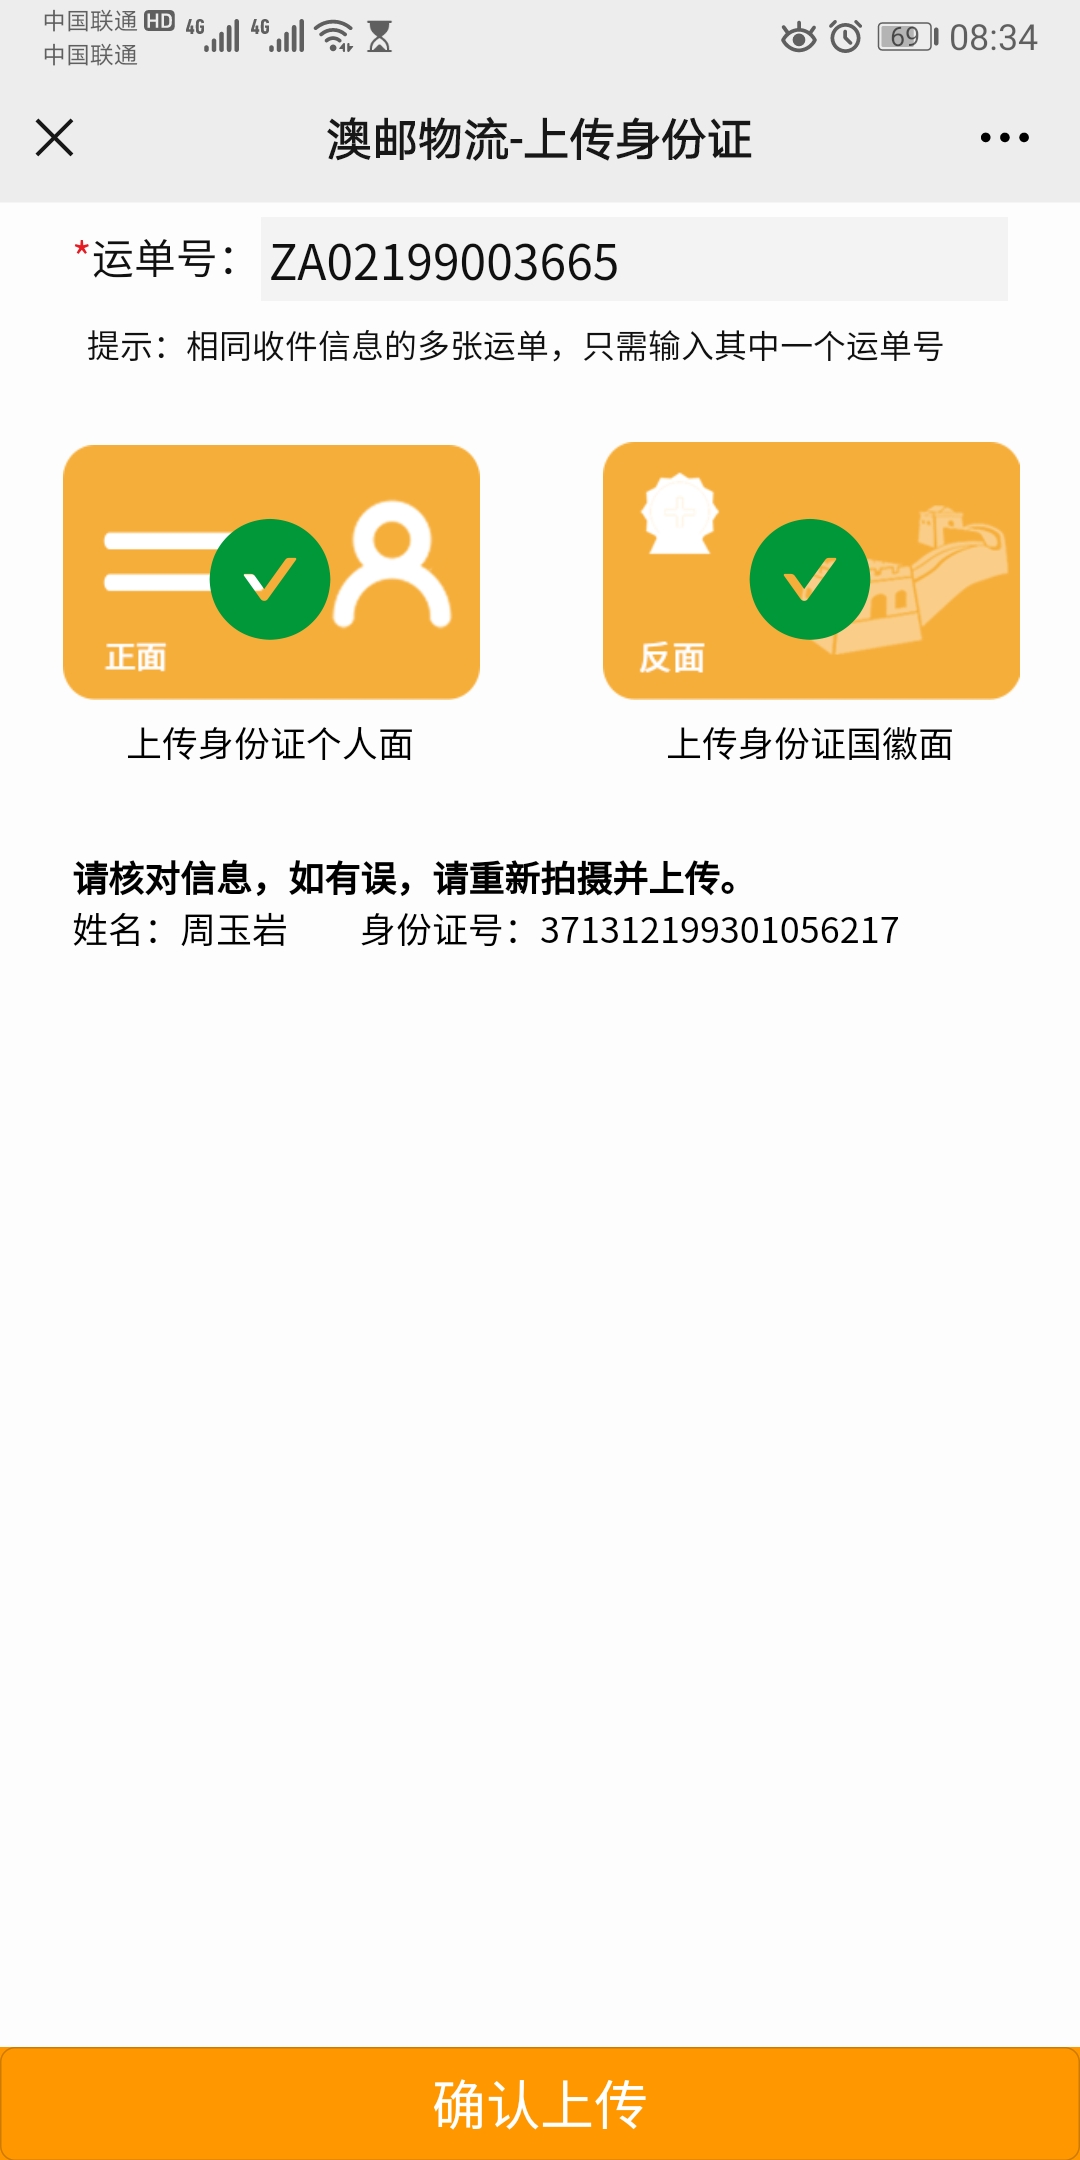 中国联通 HD 4G 4G 69 08:34
中国联通
澳邮物流-上传身份证
*运单号：ZA02199003665
提示：相同收件信息的多张运单，只需输入其中一个运单号
正面 反面
上传身份证个人面 上传身份证国徽面
请核对信息，如有误，请重新拍摄并上传。
姓名：周玉岩 身份证号：371312199301056217
确认上传